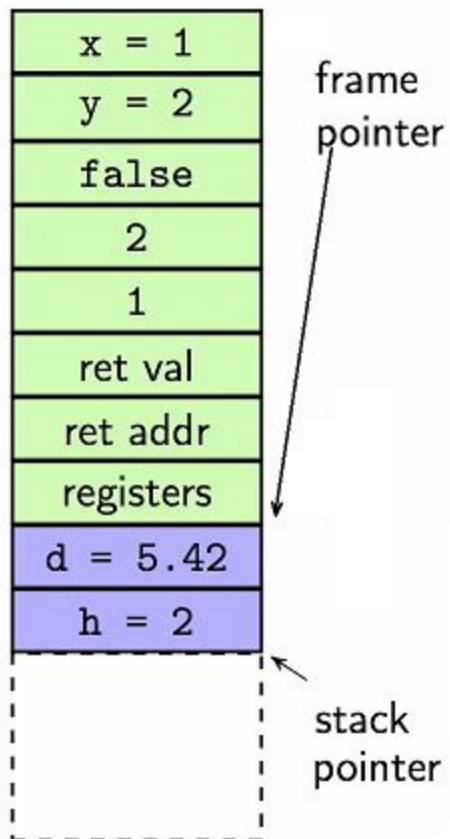 x = 1
y = 2
false
2
1
ret val
ret addr
registers
d = 5.42
h = 2
frame
pointer
stack
pointer